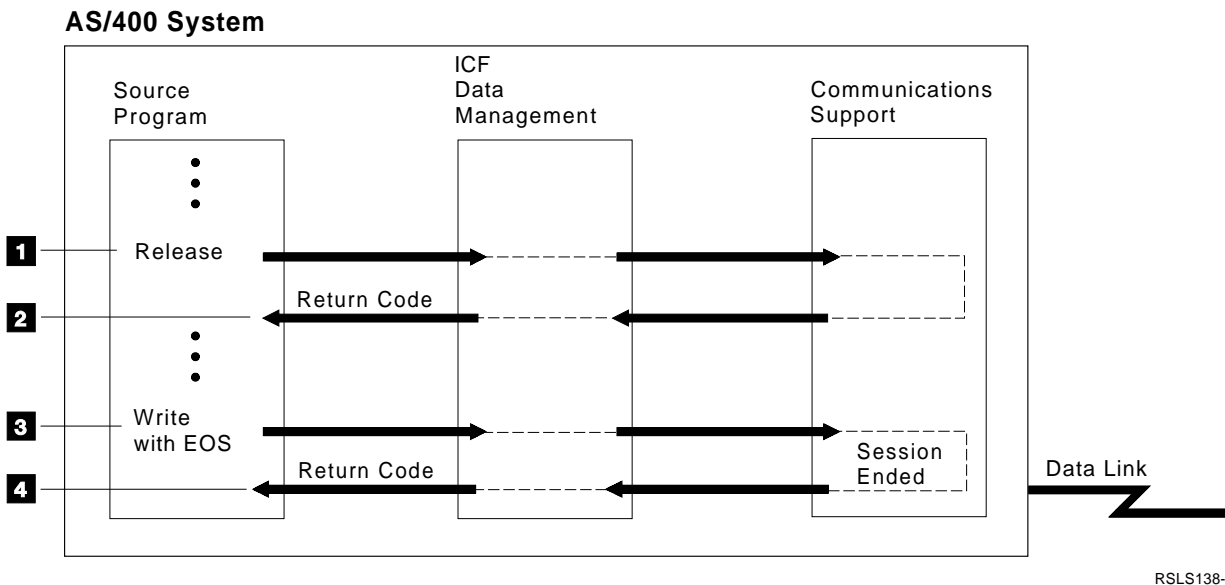 AS/400 System
Source
Program
ICF
Data
Management
Communications
Support
1
Release
Return Code
2
3
Write
with EOS
Session
Ended
Return Code
4
Data Link
RSLS138-